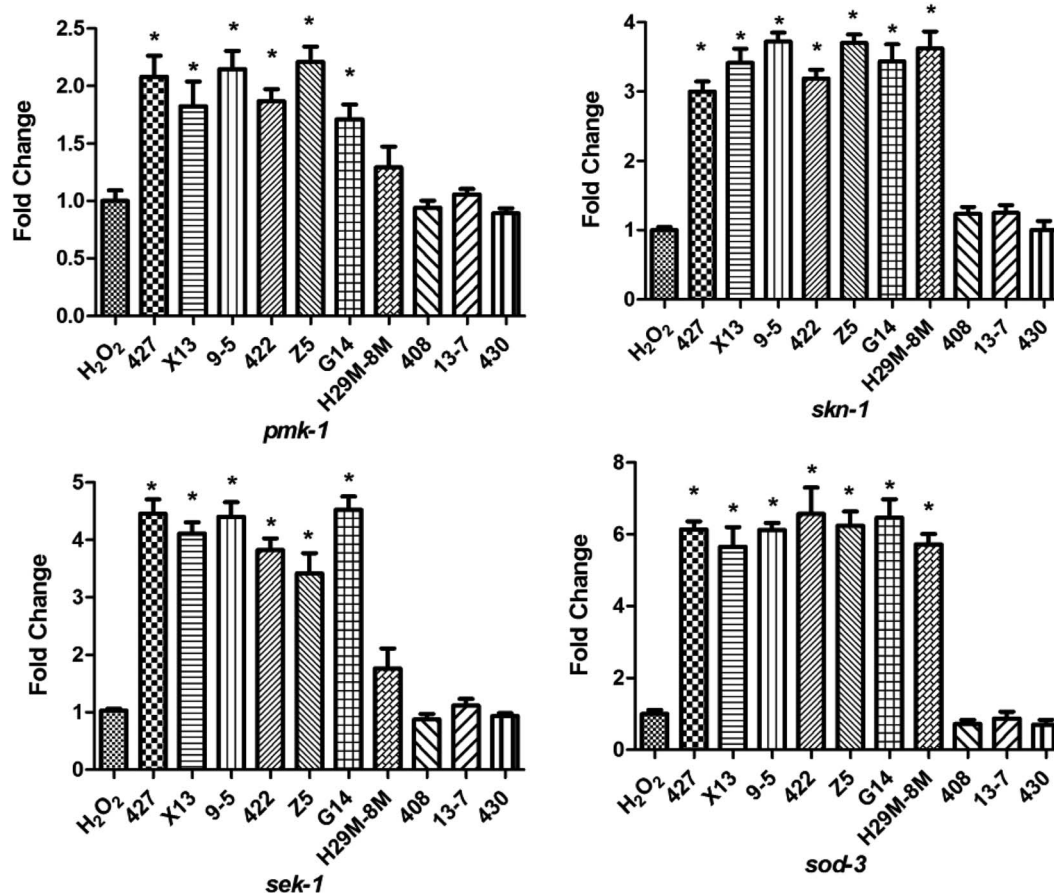 Fold Change
2.5
2.0
1.5
1.0
0.5
0.0
* * * * * *
H₂O₂ 427 X13 9-5 422 Z5 G14 H29M-8M 408 13-7 430
pmk-1
Fold Change
4
3
2
1
0
* * * * * * *
H₂O₂ 427 X13 9-5 422 Z5 G14 H29M-8M 408 13-7 430
skn-1
Fold Change
5
4
3
2
1
0
* * * * * *
H₂O₂ 427 X13 9-5 422 Z5 G14 H29M-8M 408 13-7 430
sek-1
Fold Change
8
6
4
2
0
* * * * * * *
H₂O₂ 427 X13 9-5 422 Z5 G14 H29M-8M 408 13-7 430
sod-3